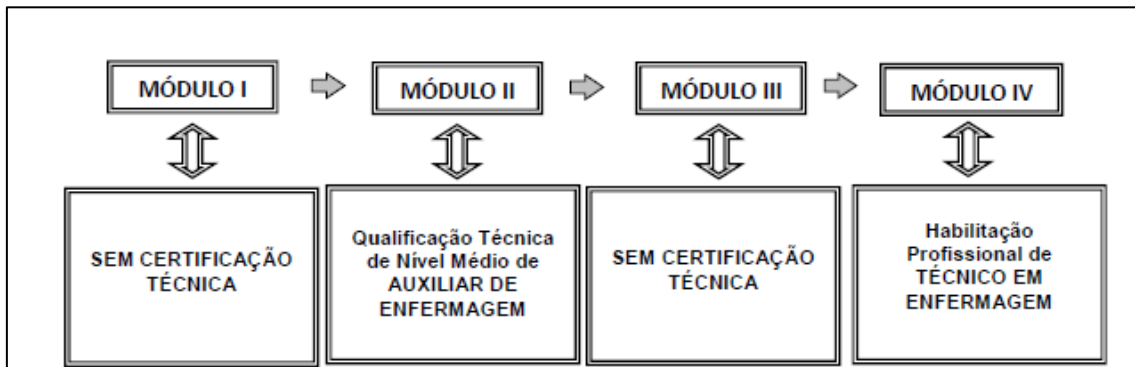 MÓDULO I
MÓDULO II
MÓDULO III
MÓDULO IV
SEM CERTIFICAÇÃO
TÉCNICA
Qualificação Técnica
de Nível Médio de
AUXILIAR DE
ENFERMAGEM
SEM CERTIFICAÇÃO
TÉCNICA
Habilitação
Profissional de
TÉCNICO EM
ENFERMAGEM